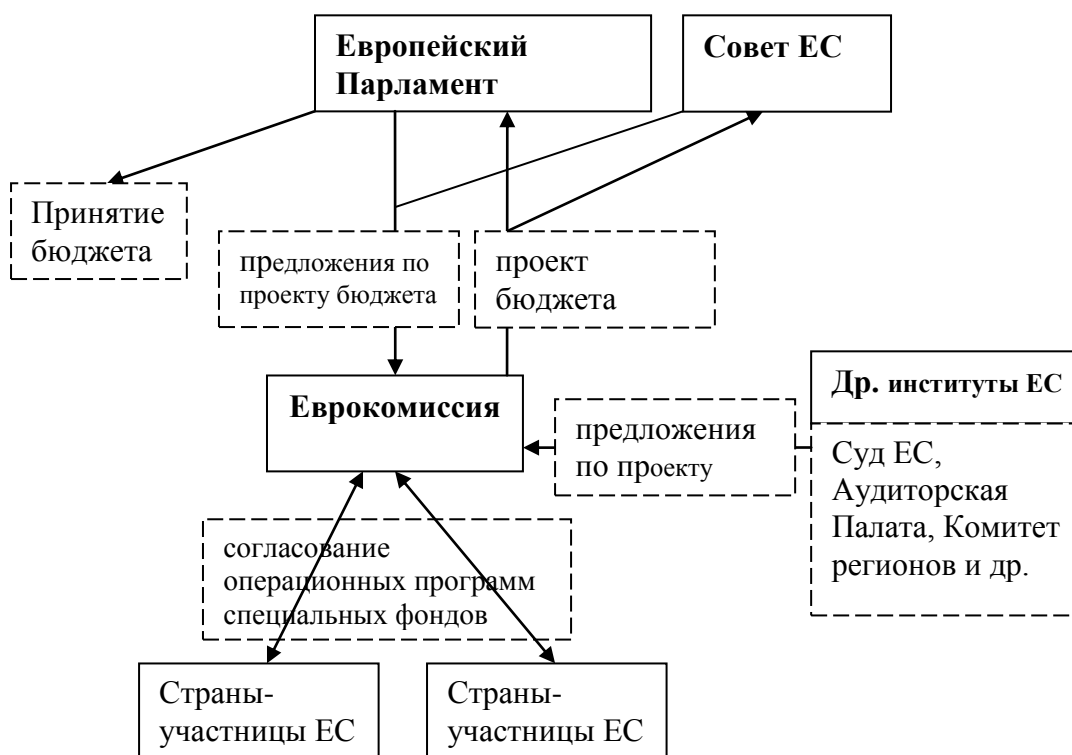 Европейский
Парламент
Совет ЕС
Принятие
бюджета
предложения по
проекту бюджета
проект
бюджета
Еврокомиссия
предложения
по проекту
Др. институты ЕС
Суд ЕС,
Аудиторская
Палата, Комитет
регионов и др.
согласование
операционных программ
специальных фондов
Страны-
участницы ЕС
Страны-
участницы ЕС